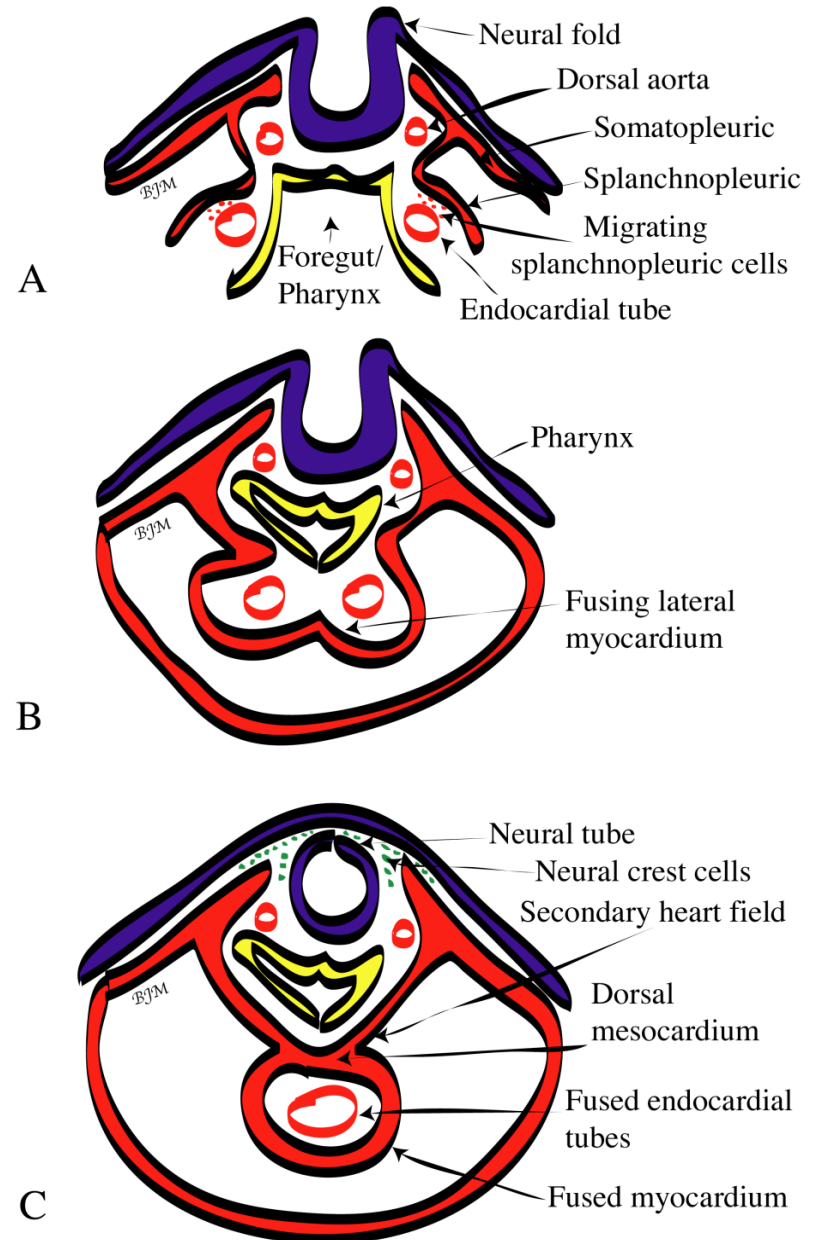 Neural fold
Dorsal aorta
Somatopleuric
Splanchnopleuric
BJM
Migrating
splanchnopleuric cells
Foregut/
Pharynx
Endocardial tube
A
Pharynx
BJM
Fusing lateral
myocardium
B
Neural tube
Neural crest cells
Secondary heart field
BJM
Dorsal
mesocardium
Fused endocardial
tubes
Fused myocardium
C